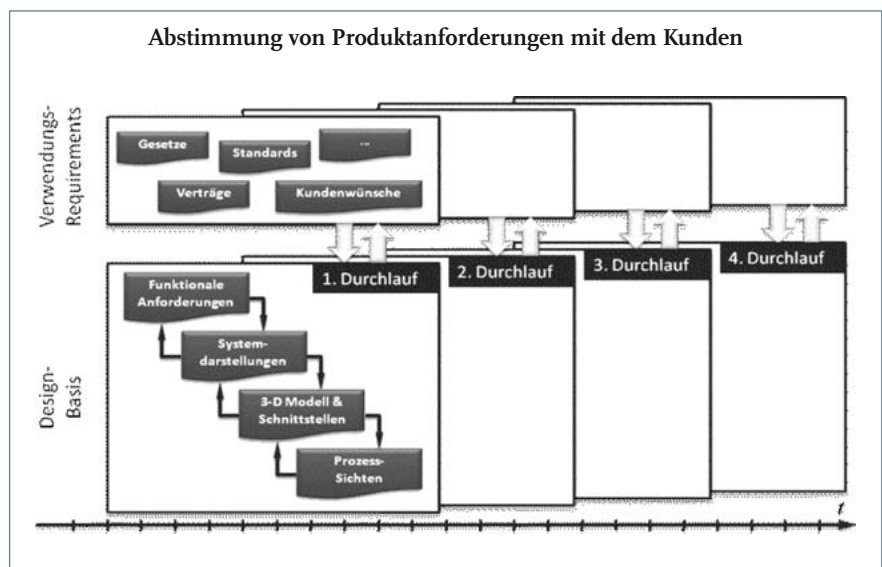 Abstimmung von Produktanforderungen mit dem Kunden
Verwendungs-
Requirements
Gesetze
Standards
...
Verträge
Kundenwünsche
Design-
Basis
1. Durchlauf
2. Durchlauf
3. Durchlauf
4. Durchlauf
Funktionale
Anforderungen
System-
darstellungen
3-D Modell &
Schnittstellen
Prozess-
Sichten
t